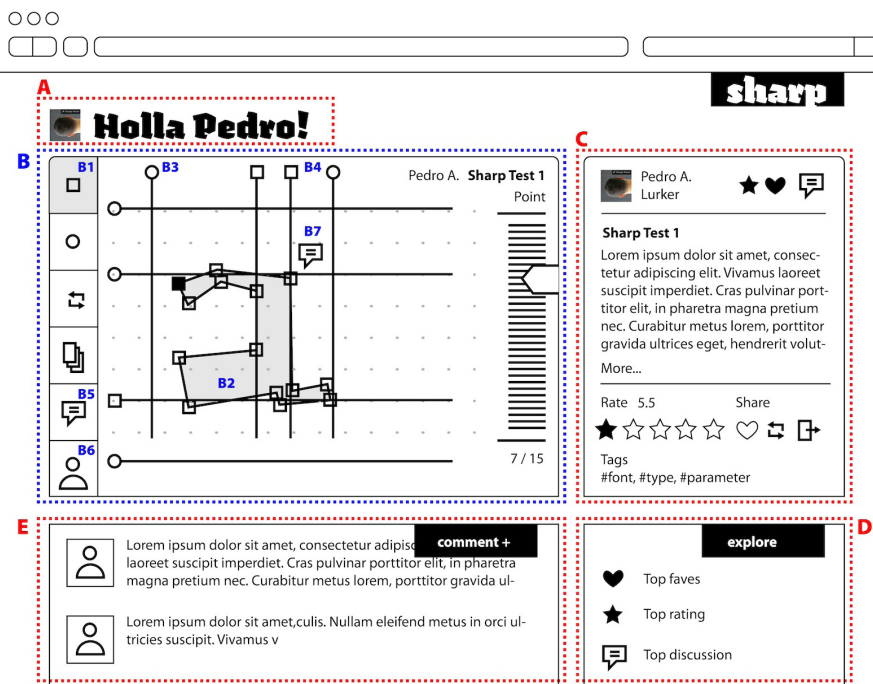 A
sharp
Holla Pedro!
C
B
B1
B3
B4
Pedro A. Sharp Test 1
Point
B7
B2
B5
B6
7 / 15
Pedro A.
Lurker
Sharp Test 1
Lorem ipsum dolor sit amet, consec-
tetur adipiscing elit. Vivamus laoreet
suscipit imperdiet. Cras pulvinar port-
titor elit, in pharetra magna pretium
nec. Curabitur metus lorem, porttitor
gravida ultrices eget, hendrerit volut-
More...
Rate 5.5 Share
Tags
#font, #type, #parameter
E
Lorem ipsum dolor sit amet, consectetur adipisc
comment +
laoreet suscipit imperdiet. Cras pulvinar porttitor elit, in pharetra
magna pretium nec. Curabitur metus lorem, porttitor gravida ul-
Lorem ipsum dolor sit amet,culis. Nullam eleifend metus in orci ul-
tricies suscipit. Vivamus v
D
explore
Top faves
Top rating
Top discussion